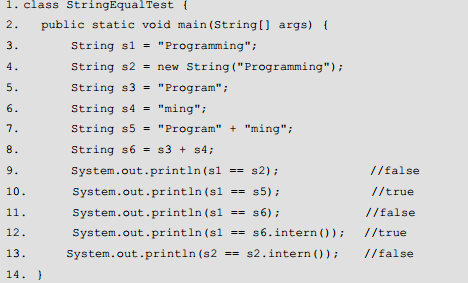 1. class StringEqualTest {
2. public static void main(String[] args) {
3. String s1 = "Programming";
4. String s2 = new String("Programming");
5. String s3 = "Program";
6. String s4 = "ming";
7. String s5 = "Program" + "ming";
8. String s6 = s3 + s4;
9. System.out.println(s1 == s2); //false
10. System.out.println(s1 == s5); //true
11. System.out.println(s1 == s6); //false
12. System.out.println(s1 == s6.intern()); //true
13. System.out.println(s2 == s2.intern()); //false
14. }